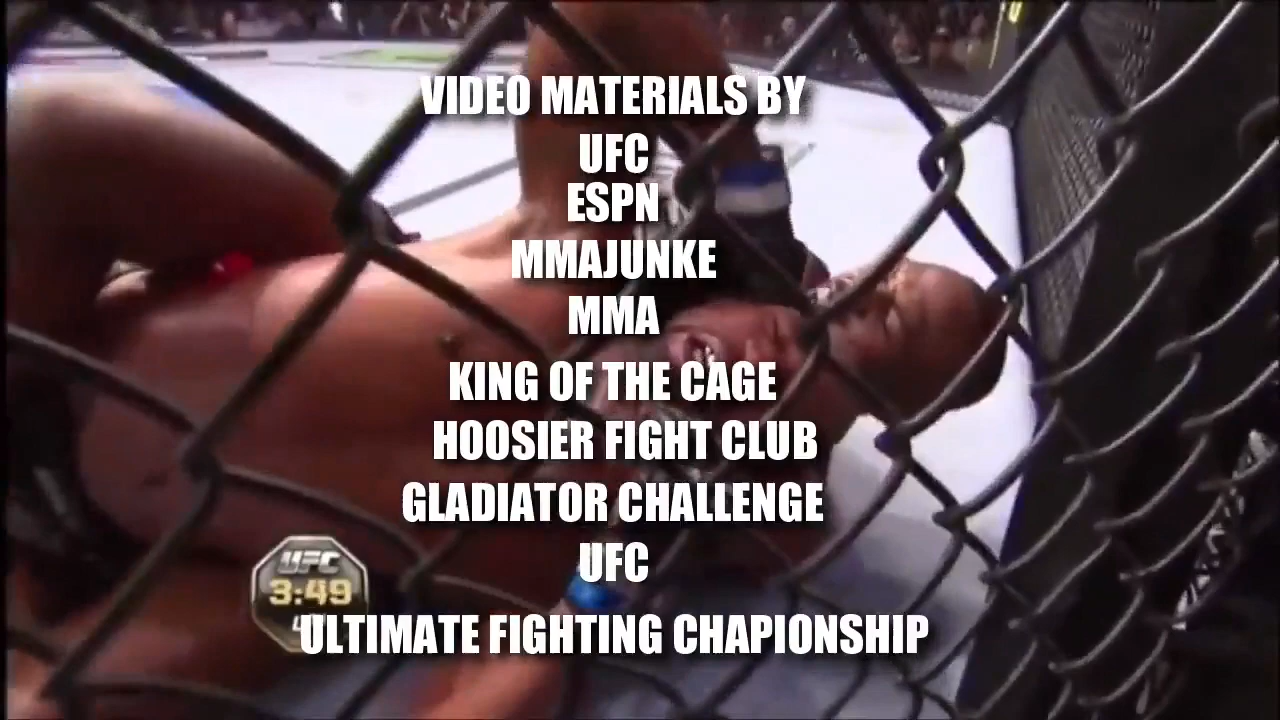 VIDEO MATERIALS BY
UFC
ESPN
MMAJUNKE
MMA
KING OF THE CAGE
HOOSIER FIGHT CLUB
GLADIATOR CHALLENGE
UFC
UFC
3:49
ULTIMATE FIGHTING CHAPIONSHIP